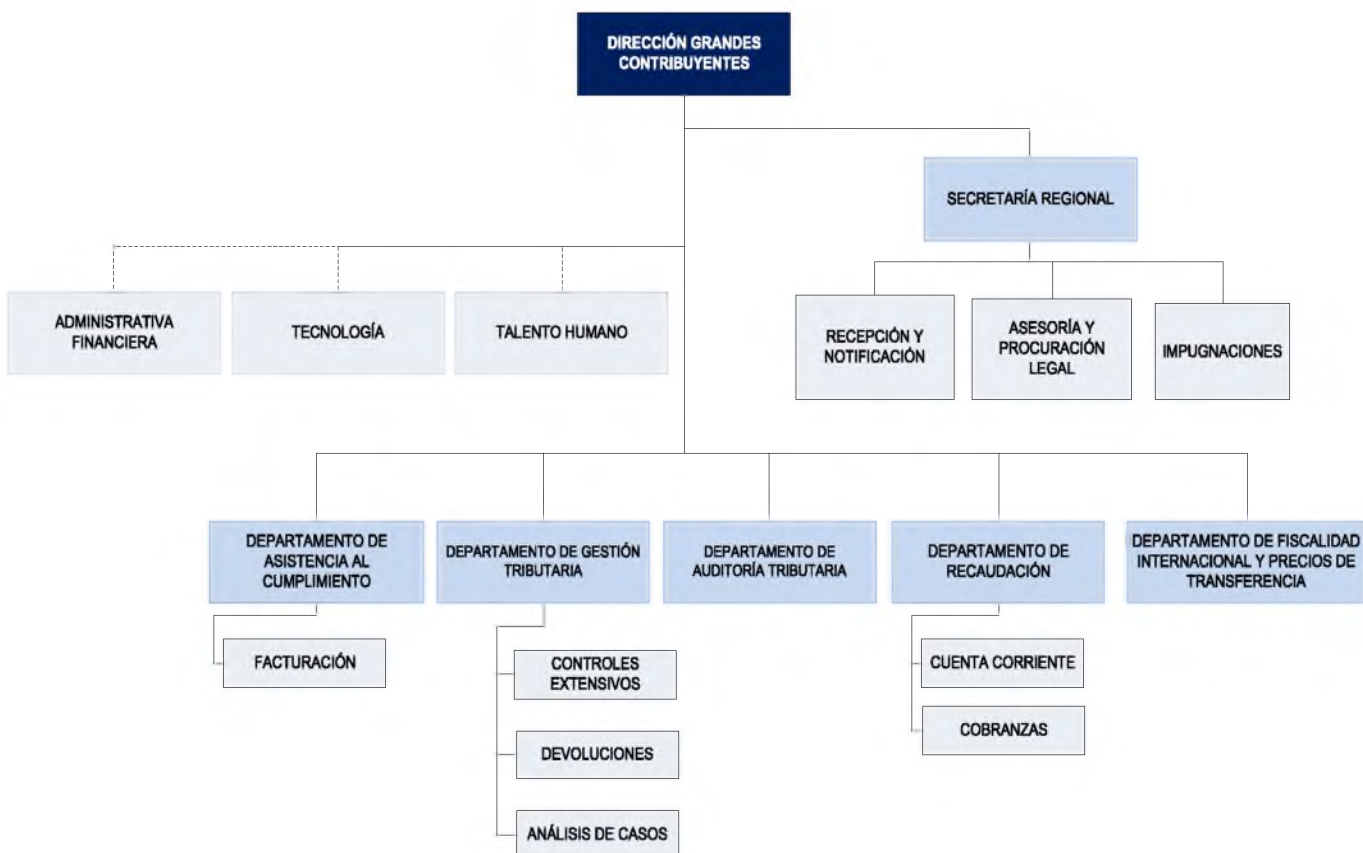 DIRECCIÓN GRANDES
CONTRIBUYENTES
SECRETARÍA REGIONAL
ADMINISTRATIVA
FINANCIERA
TECNOLOGÍA
TALENTO HUMANO
RECEPCIÓN Y
NOTIFICACIÓN
ASESORÍA Y
PROCURACIÓN
LEGAL
IMPUGNACIONES
DEPARTAMENTO DE
ASISTENCIA AL
CUMPLIMIENTO
DEPARTAMENTO DE GESTIÓN
TRIBUTARIA
DEPARTAMENTO DE
AUDITORÍA TRIBUTARIA
DEPARTAMENTO DE
RECAUDACIÓN
DEPARTAMENTO DE FISCALIDAD
INTERNACIONAL Y PRECIOS DE
TRANSFERENCIA
FACTURACIÓN
CONTROLES
EXTENSIVOS
DEVOLUCIONES
ANÁLISIS DE CASOS
CUENTA CORRIENTE
COBRANZAS